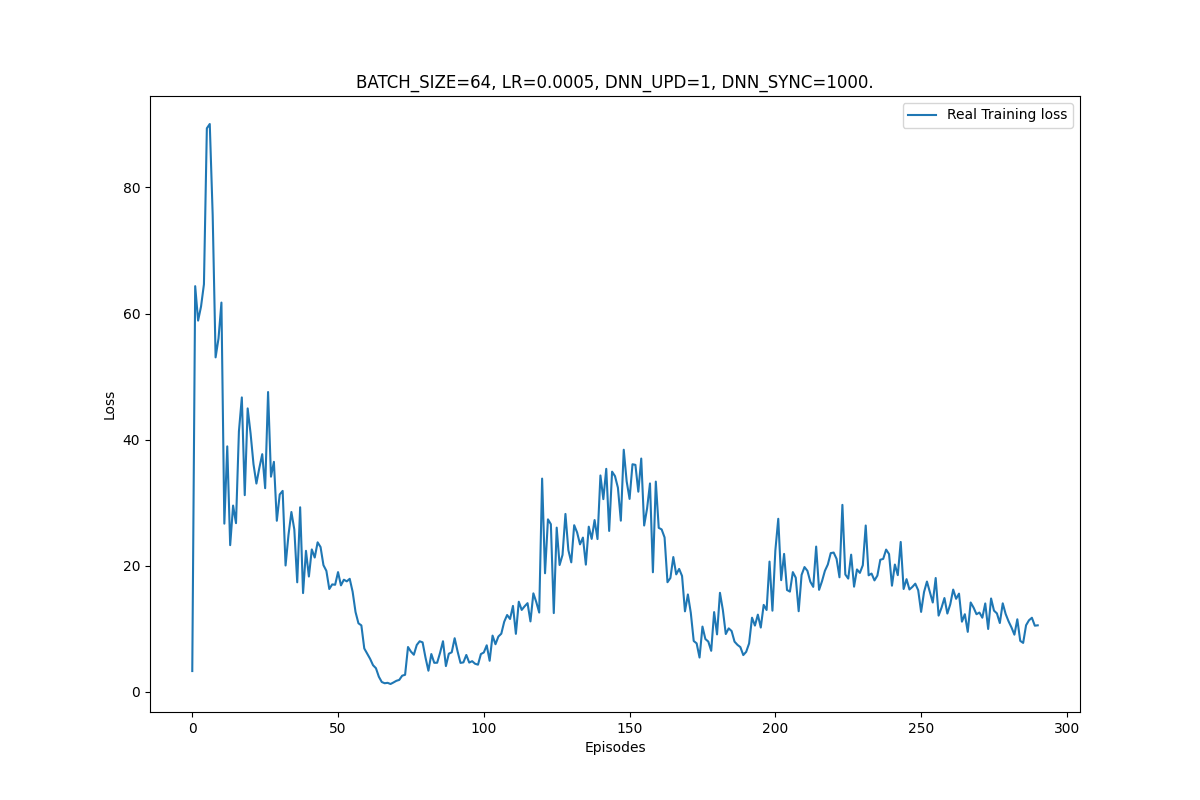 BATCH_SIZE=64, LR=0.0005, DNN_UPD=1, DNN_SYNC=1000.
Real Training loss
Loss
80
60
40
20
0
0 50 100 150 200 250 300
Episodes